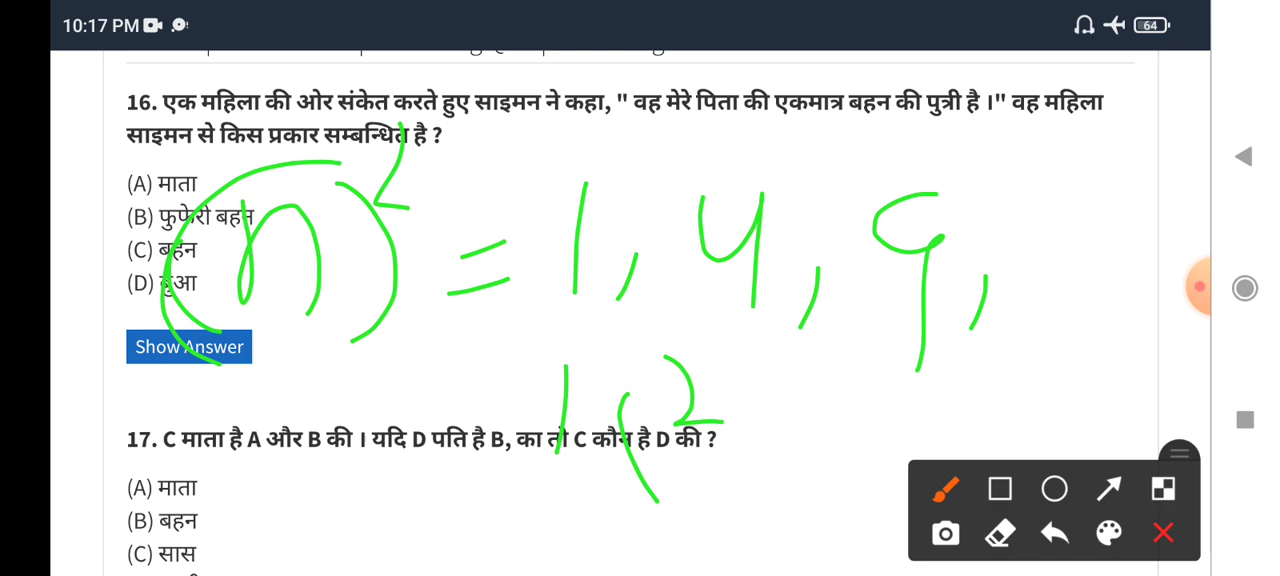 10:17 PM 64
16. एक महिला की ओर संकेत करते हुए साइमन ने कहा, " वह मेरे पिता की एकमात्र बहन की पुत्री है ।" वह महिला
साइमन से किस प्रकार सम्बन्धित है ?
(A) माता
(B) फुफेरी बहन
(C) बहन
(D) बुआ
(n)² = 1, 4, 9,
Show Answer
1 2
17. C माता है A और B की । यदि D पति है B, का तो C कौन है D की ?
(A) माता
(B) बहन
(C) सास